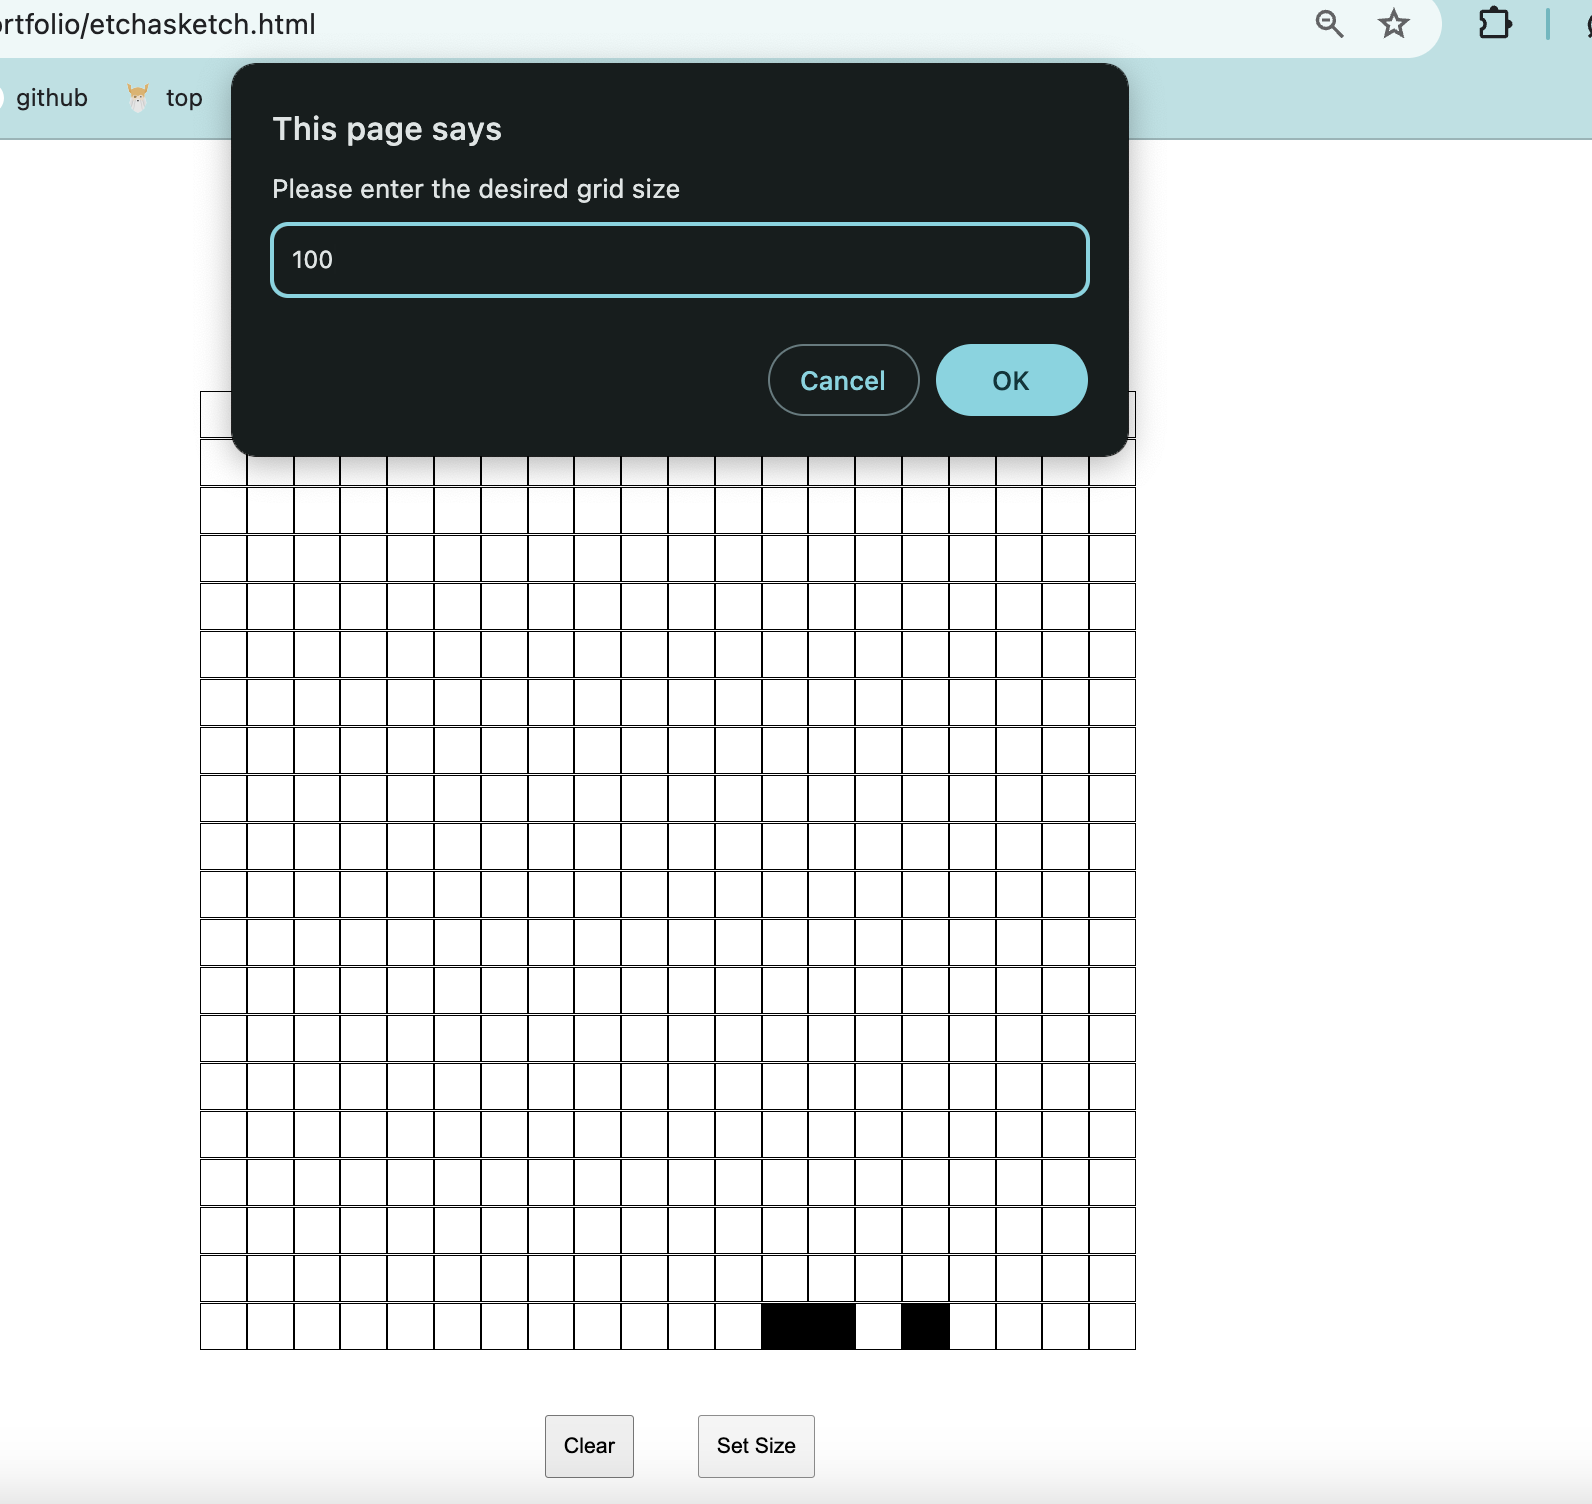 ortfolio/etchasketch.html
github top
This page says
Please enter the desired grid size
100
Cancel OK
Clear Set Size